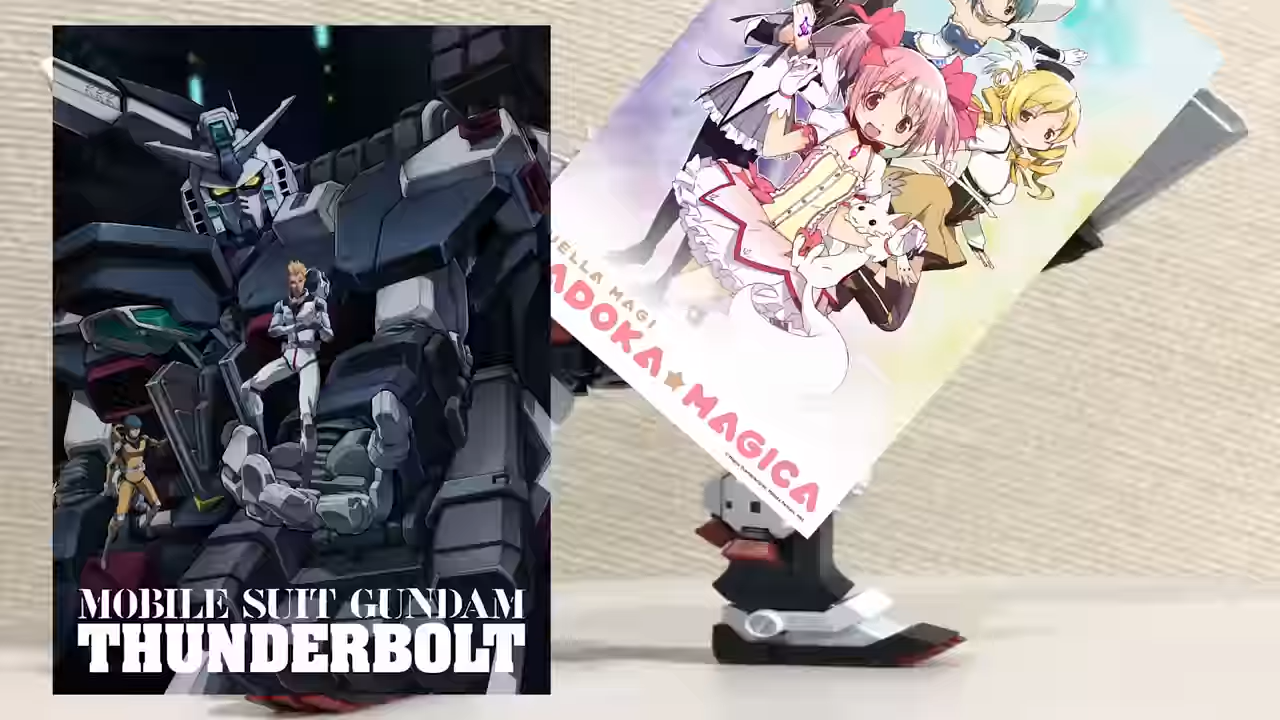 MOBILE SUIT GUNDAM
THUNDERBOLT
UELLA MAGI
ADOKA★MAGICA